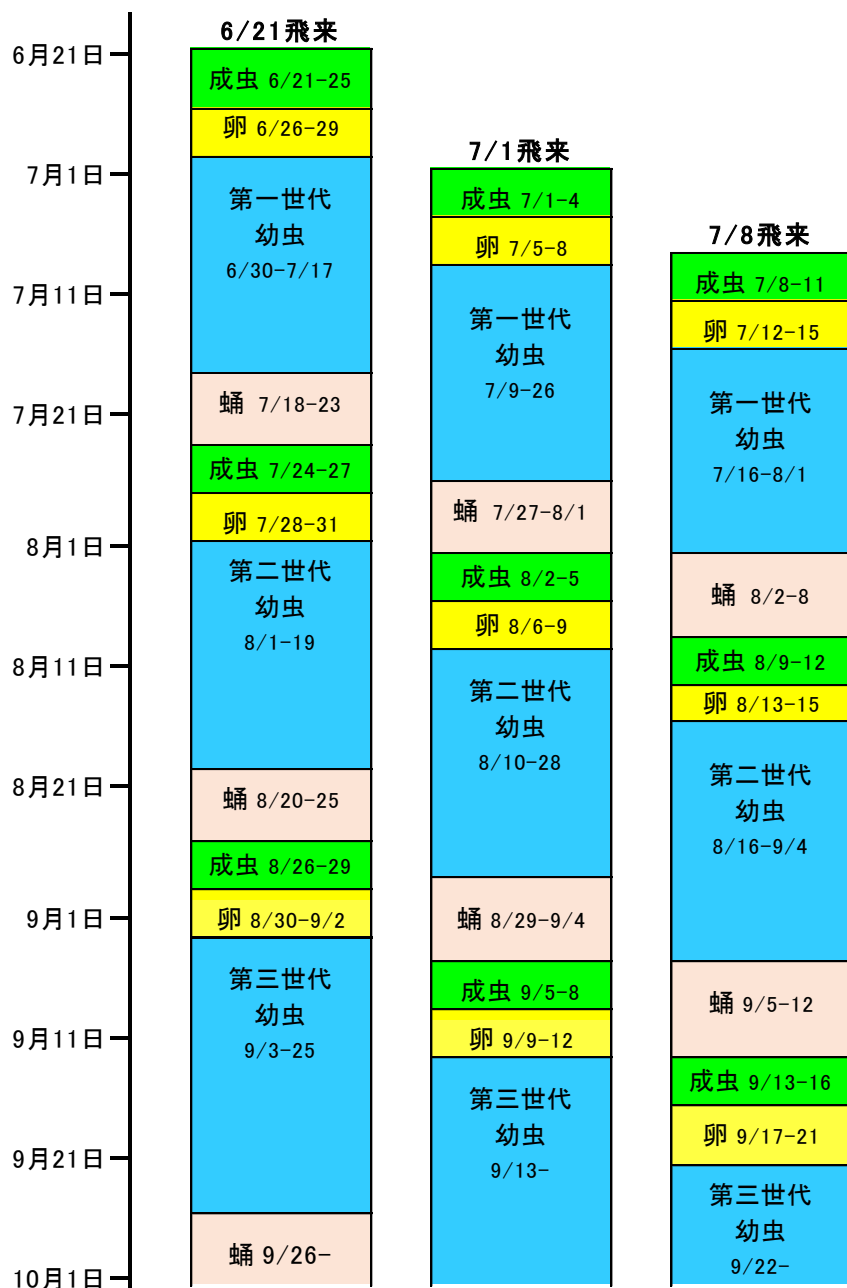 6月21日
7月1日
7月11日
7月21日
8月1日
8月11日
8月21日
9月1日
9月11日
9月21日
10月1日
6/21飛来
成虫 6/21-25
卵 6/26-29
第一世代
幼虫
6/30-7/17
蛹 7/18-23
成虫 7/24-27
卵 7/28-31
第二世代
幼虫
8/1-19
蛹 8/20-25
成虫 8/26-29
卵 8/30-9/2
第三世代
幼虫
9/3-25
蛹 9/26-
7/1飛来
成虫 7/1-4
卵 7/5-8
第一世代
幼虫
7/9-26
蛹 7/27-8/1
成虫 8/2-5
卵 8/6-9
第二世代
幼虫
8/10-28
蛹 8/29-9/4
成虫 9/5-8
卵 9/9-12
第三世代
幼虫
9/13-
7/8飛来
成虫 7/8-11
卵 7/12-15
第一世代
幼虫
7/16-8/1
蛹 8/2-8
成虫 8/9-12
卵 8/13-15
第二世代
幼虫
8/16-9/4
蛹 9/5-12
成虫 9/13-16
卵 9/17-21
第三世代
幼虫
9/22-